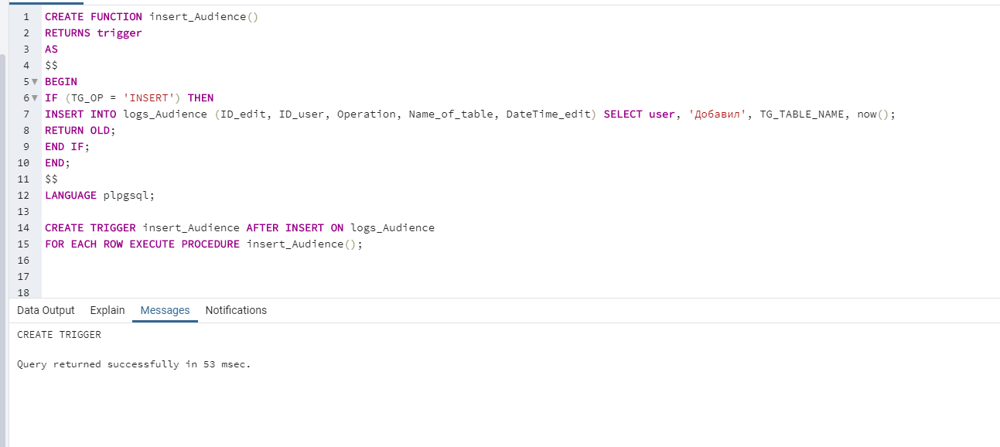 1 CREATE FUNCTION insert_Audience()
2 RETURNS trigger
3 AS
4 $$
5 BEGIN
6 IF (TG_OP = 'INSERT') THEN
7 INSERT INTO logs_Audience (ID_edit, ID_user, Operation, Name_of_table, DateTime_edit) SELECT user, 'Добавил', TG_TABLE_NAME, now();
8 RETURN OLD;
9 END IF;
10 END;
11 $$
12 LANGUAGE plpgsql;
13
14 CREATE TRIGGER insert_Audience AFTER INSERT ON logs_Audience
15 FOR EACH ROW EXECUTE PROCEDURE insert_Audience();
16
17
18
Data Output Explain Messages Notifications
CREATE TRIGGER
Query returned successfully in 53 msec.